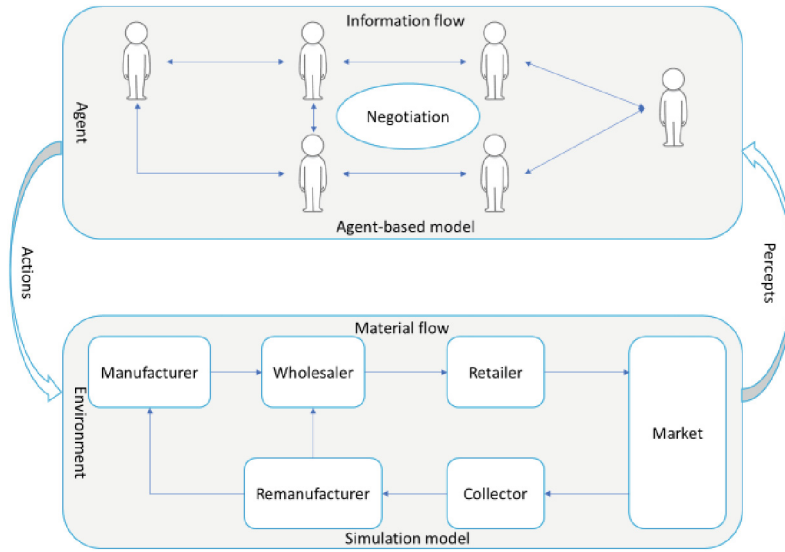 Information flow
Agent
Negotiation
Agent-based model
Actions
Percepts
Material flow
Environment
Manufacturer
Wholesaler
Retailer
Market
Remanufacturer
Collector
Simulation model